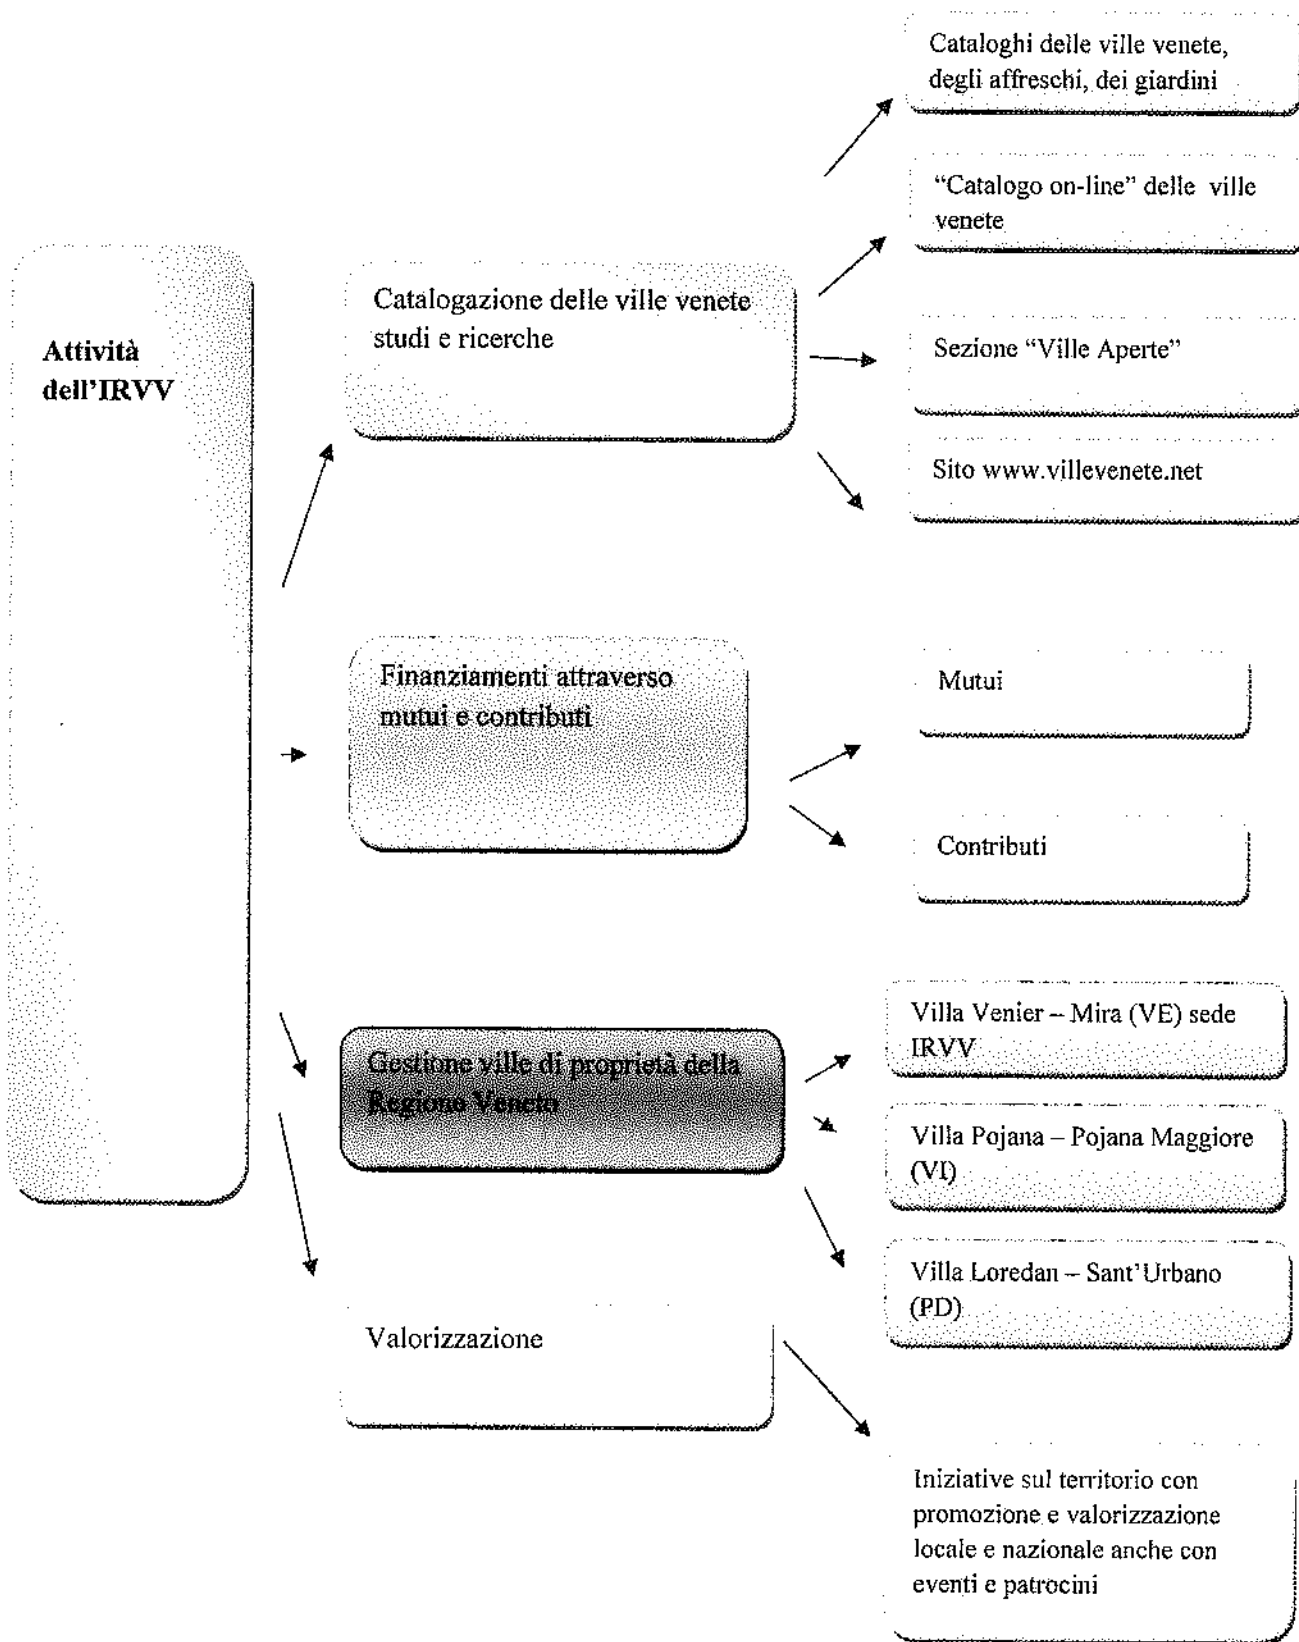 Attività
dell'IRVV
Catalogazione delle ville venete
studi e ricerche
Cataloghi delle ville venete,
degli affreschi, dei giardini
“Catalogo on-line” delle ville
venete
Sezione “Ville Aperte”
Sito www.villevenete.net
Finanziamenti attraverso
mutui e contributi
Mutui
Contributi
Gestione ville di proprietà della
Regione Veneto
Villa Venier – Mira (VE) sede
IRVV
Villa Pojana – Pojana Maggiore
(VI)
Villa Loredan – Sant’Urbano
(PD)
Valorizzazione
Iniziative sul territorio con
promozione e valorizzazione
locale e nazionale anche con
eventi e patrocini